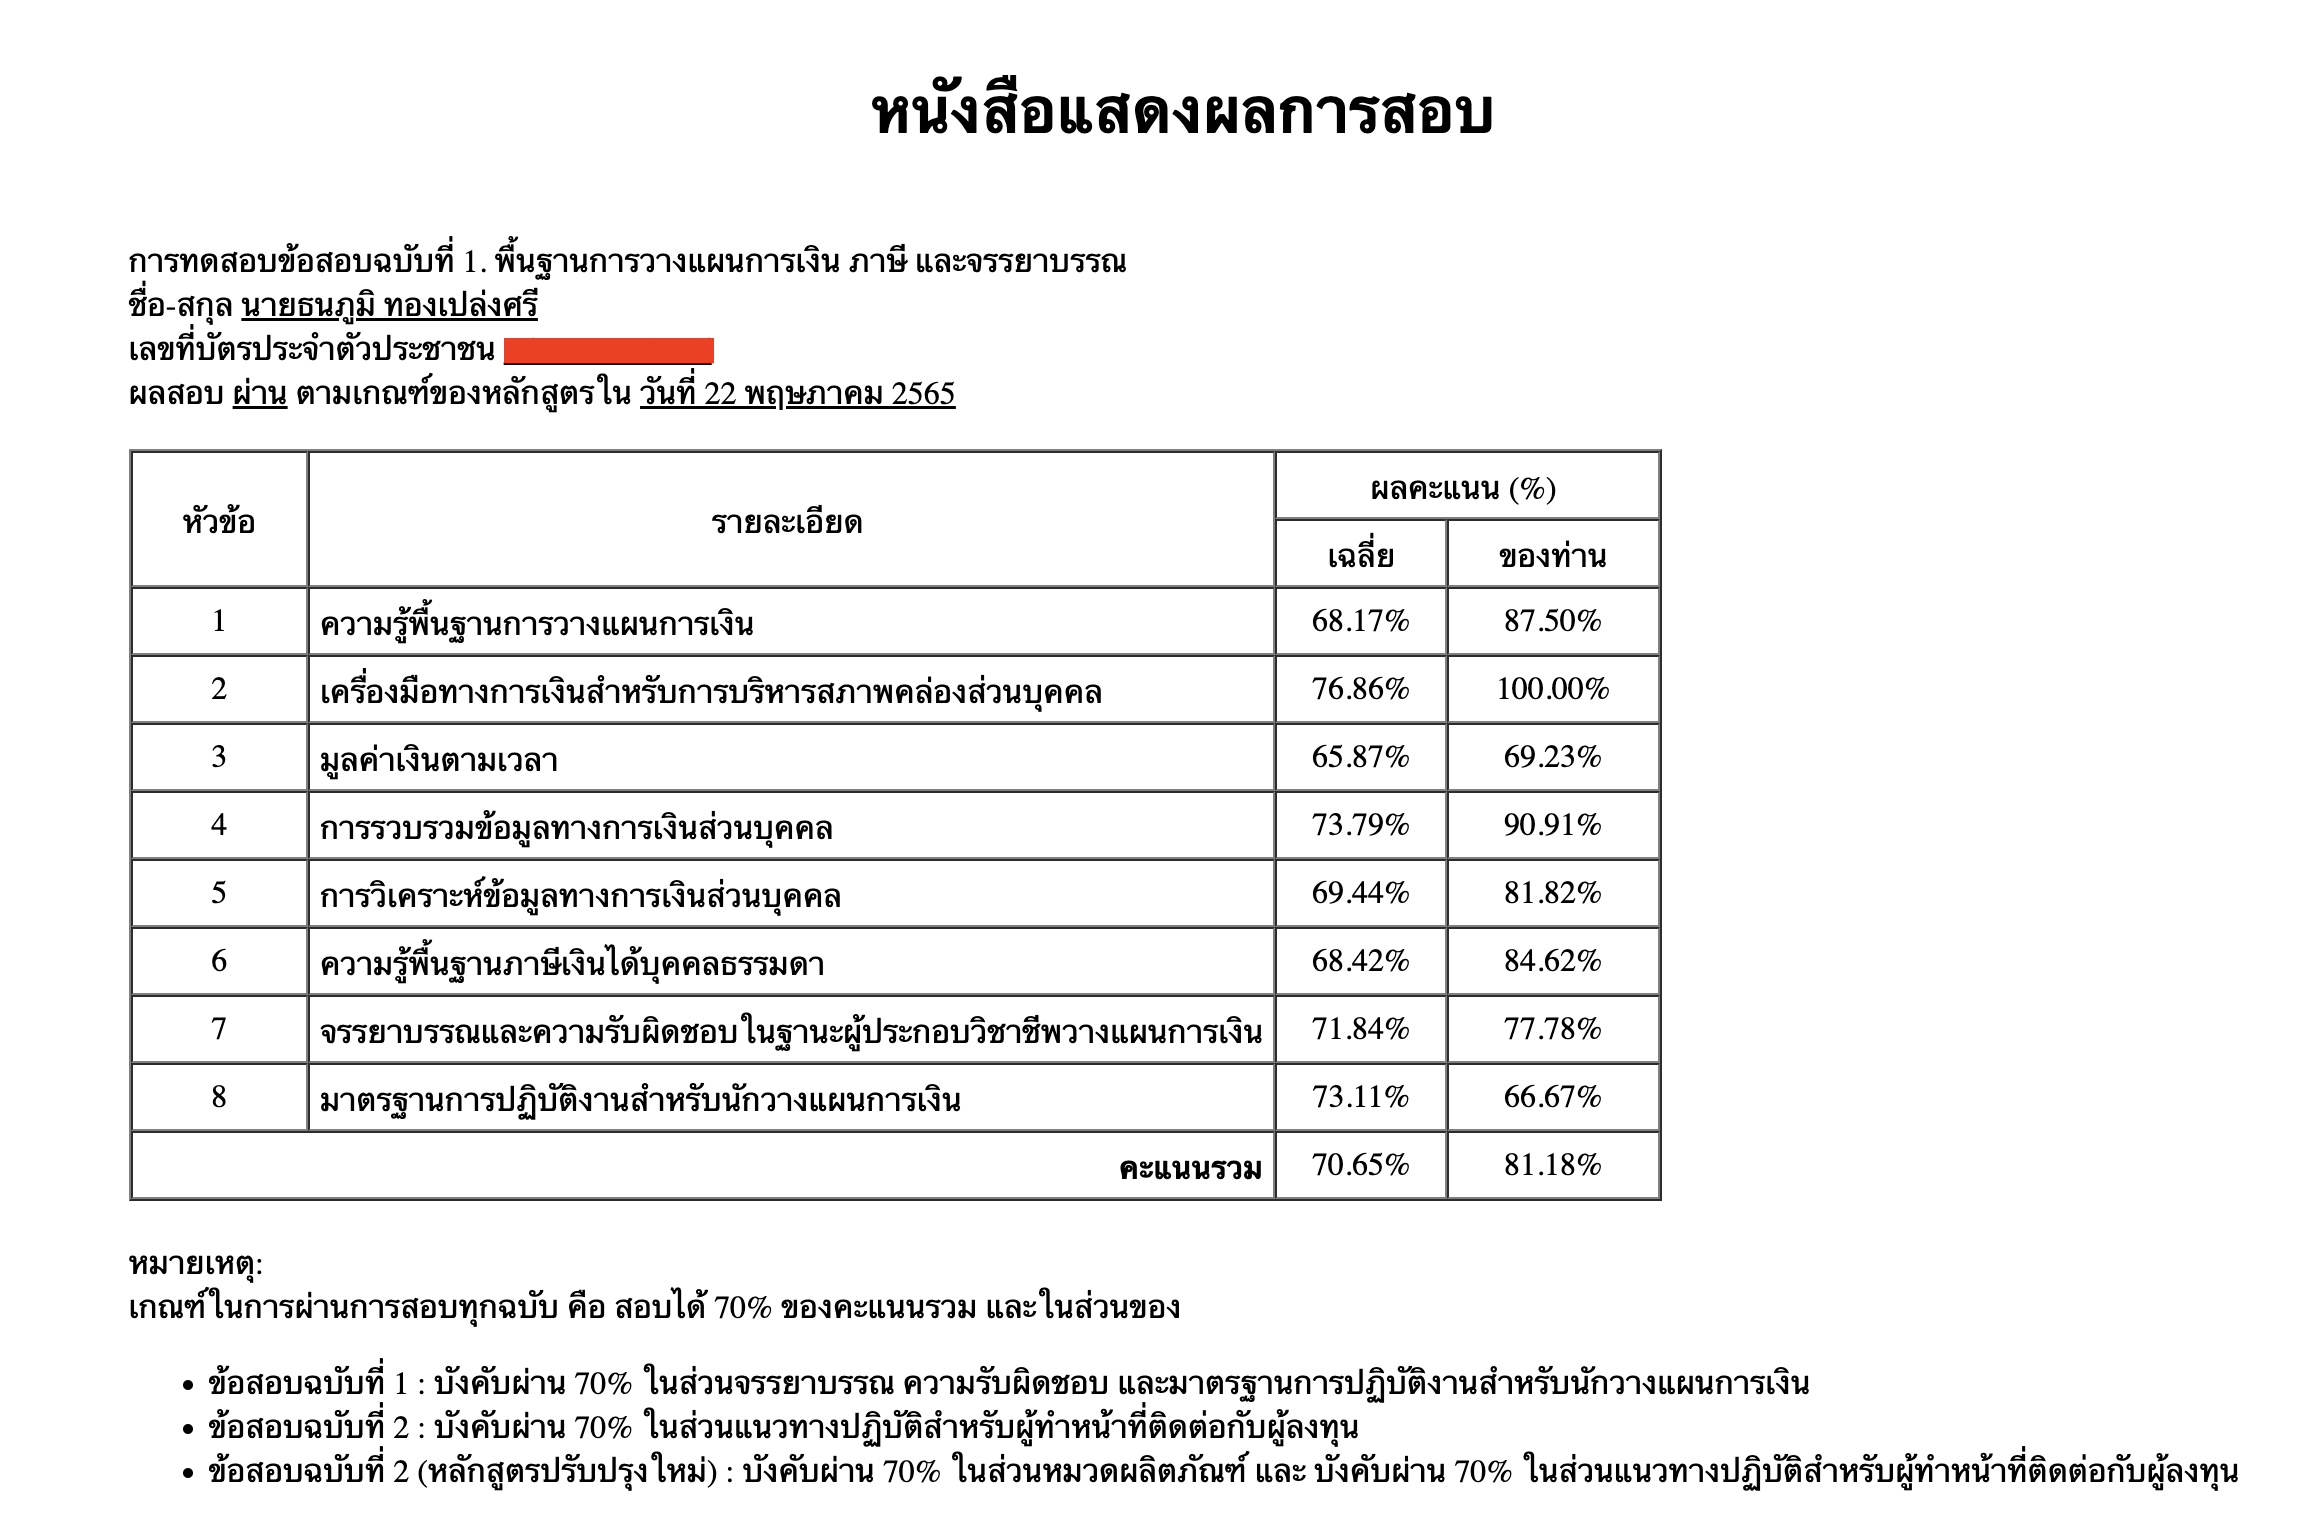 หนังสือแสดงผลการสอบ
การทดสอบข้อสอบฉบับที่ 1. พื้นฐานการวางแผนการเงิน ภาษี และจรรยาบรรณ
ชื่อ-สกุล นายธนภูมิ ทองเปล่งศรี
เลขที่บัตรประจำตัวประชาชน
ผลสอบ ผ่าน ตามเกณฑ์ของหลักสูตรใน วันที่ 22 พฤษภาคม 2565
หัวข้อ รายละเอียด ผลคะแนน (%)
เฉลี่ย ของท่าน
1 ความรู้พื้นฐานการวางแผนการเงิน 68.17% 87.50%
2 เครื่องมือทางการเงินสำหรับการบริหารสภาพคล่องส่วนบุคคล 76.86% 100.00%
3 มูลค่าเงินตามเวลา 65.87% 69.23%
4 การรวบรวมข้อมูลทางการเงินส่วนบุคคล 73.79% 90.91%
5 การวิเคราะห์ข้อมูลทางการเงินส่วนบุคคล 69.44% 81.82%
6 ความรู้พื้นฐานภาษีเงินได้บุคคลธรรมดา 68.42% 84.62%
7 จรรยาบรรณและความรับผิดชอบในฐานะผู้ประกอบวิชาชีพวางแผนการเงิน 71.84% 77.78%
8 มาตรฐานการปฏิบัติงานสำหรับนักวางแผนการเงิน 73.11% 66.67%
คะแนนรวม 70.65% 81.18%
หมายเหตุ:
เกณฑ์ในการผ่านการสอบทุกฉบับ คือ สอบได้ 70% ของคะแนนรวม และในส่วนของ
• ข้อสอบฉบับที่ 1 : บังคับผ่าน 70% ในส่วนจรรยาบรรณ ความรับผิดชอบ และมาตรฐานการปฏิบัติงานสำหรับนักวางแผนการเงิน
• ข้อสอบฉบับที่ 2 : บังคับผ่าน 70% ในส่วนแนวทางปฏิบัติสำหรับผู้ทำหน้าที่ติดต่อกับผู้ลงทุน
• ข้อสอบฉบับที่ 2 (หลักสูตรปรับปรุงใหม่) : บังคับผ่าน 70% ในส่วนหมวดผลิตภัณฑ์ และ บังคับผ่าน 70% ในส่วนแนวทางปฏิบัติสำหรับผู้ทำหน้าที่ติดต่อกับผู้ลงทุน